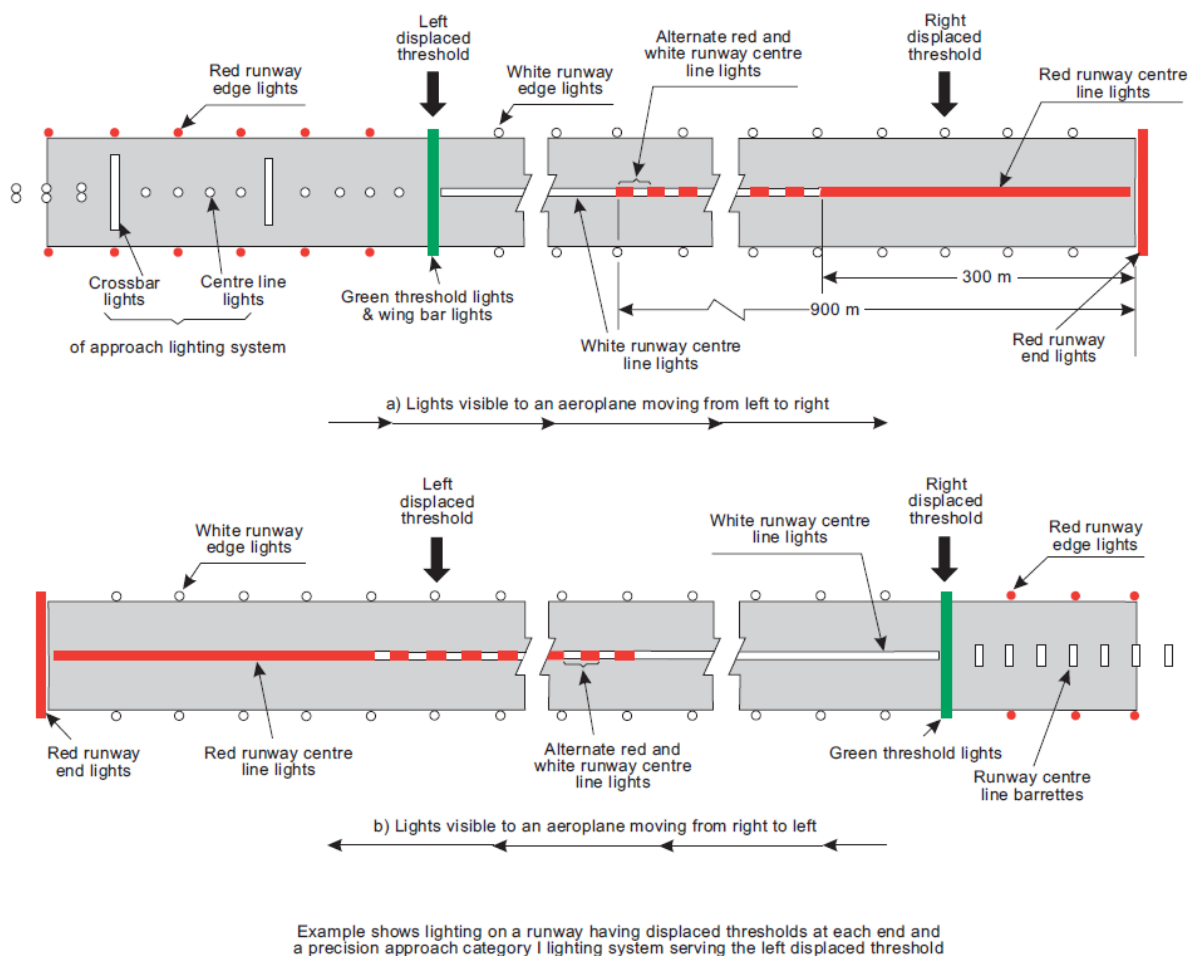 Left
displaced
threshold
Right
displaced
threshold
Alternate red and
white runway centre
line lights
Red runway
edge lights
White runway
edge lights
Red runway centre
line lights
Crossbar
lights
Centre line
lights
of approach lighting system
Green threshold lights
& wing bar lights
White runway centre
line lights
300 m
900 m
Red runway
end lights
a) Lights visible to an aeroplane moving from left to right
Left
displaced
threshold
Right
displaced
threshold
White runway
edge lights
White runway centre
line lights
Red runway
edge lights
Red runway
end lights
Red runway centre
line lights
Alternate red and
white runway centre
line lights
Green threshold lights
Runway centre
line barrettes
b) Lights visible to an aeroplane moving from right to left
Example shows lighting on a runway having displaced thresholds at each end and
a precision approach category I lighting system serving the left displaced threshold